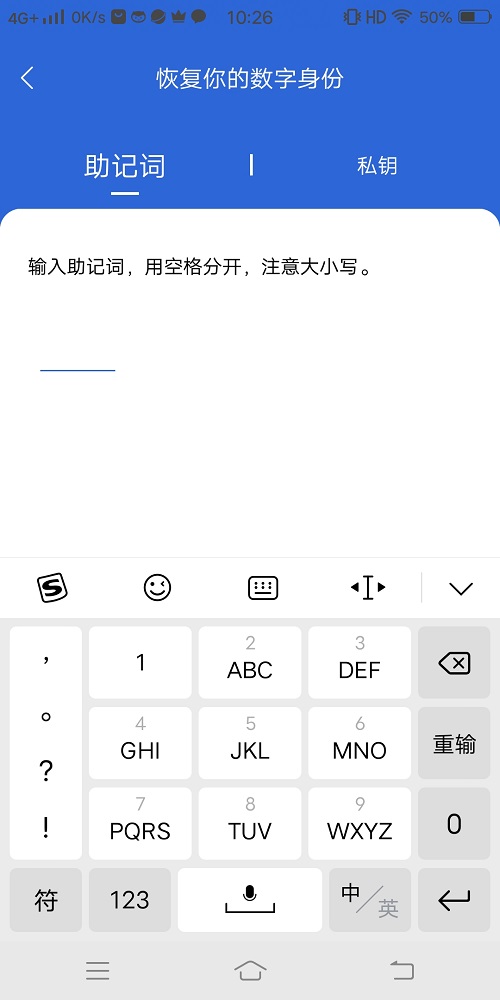 4G+ 0K/s 10:26 HD 50%
恢复你的数字身份
助记词 私钥
输入助记词，用空格分开，注意大小写。
， 1 2 ABC 3 DEF
。 4 GHI 5 JKL 6 MNO 重输
? 7 PQRS 8 TUV 9 WXYZ 0
!
符 123 中/英